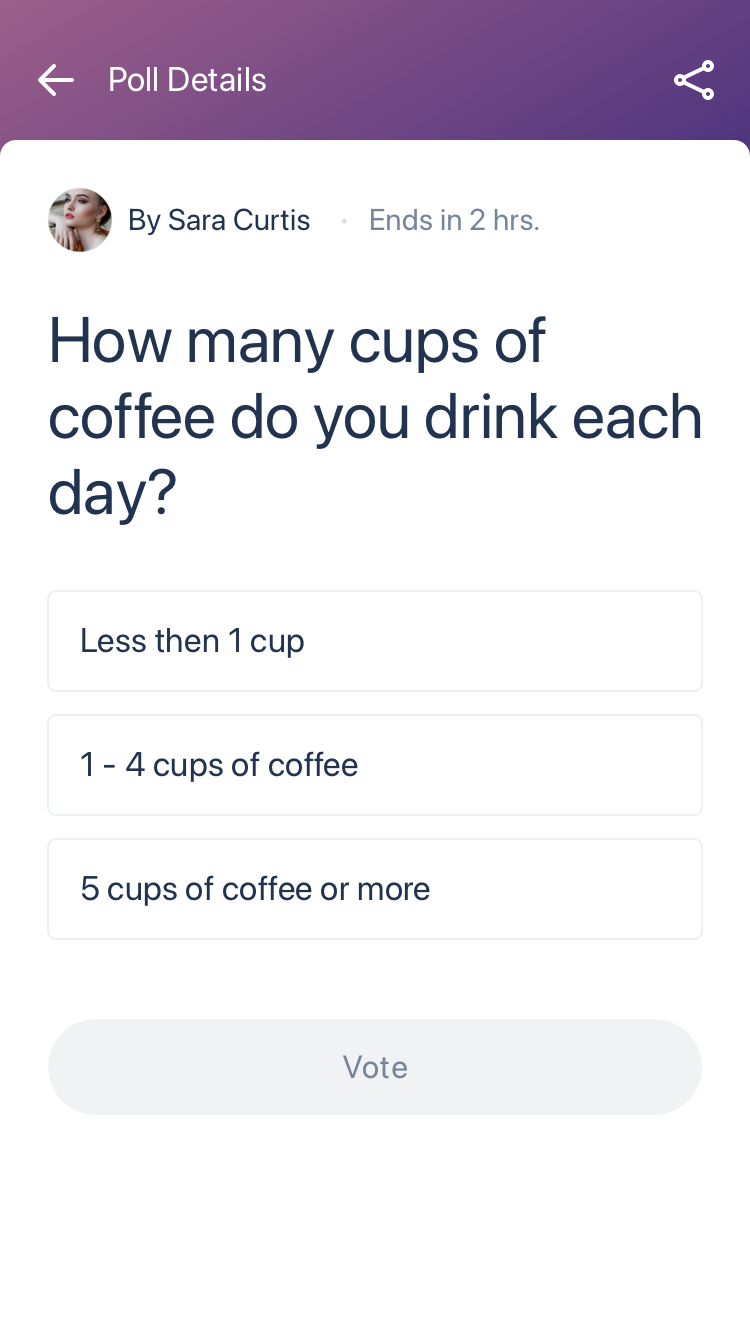 Poll Details
By Sara Curtis · Ends in 2 hrs.
How many cups of
coffee do you drink each
day?
Less then 1 cup
1 - 4 cups of coffee
5 cups of coffee or more
Vote